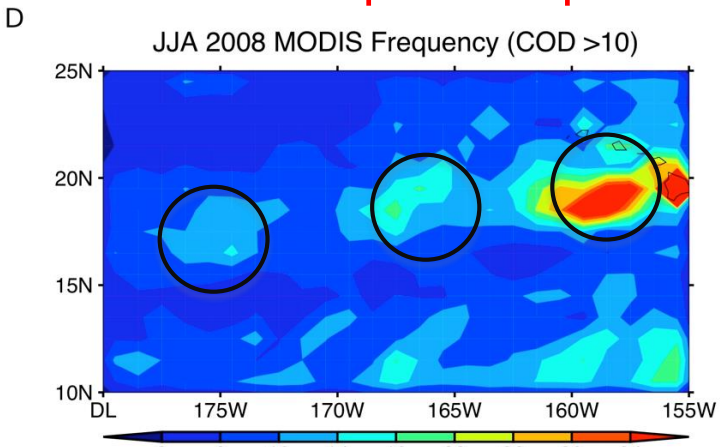 D
JJA 2008 MODIS Frequency (COD >10)
25N
20N
15N
10N
DL 175W 170W 165W 160W 155W